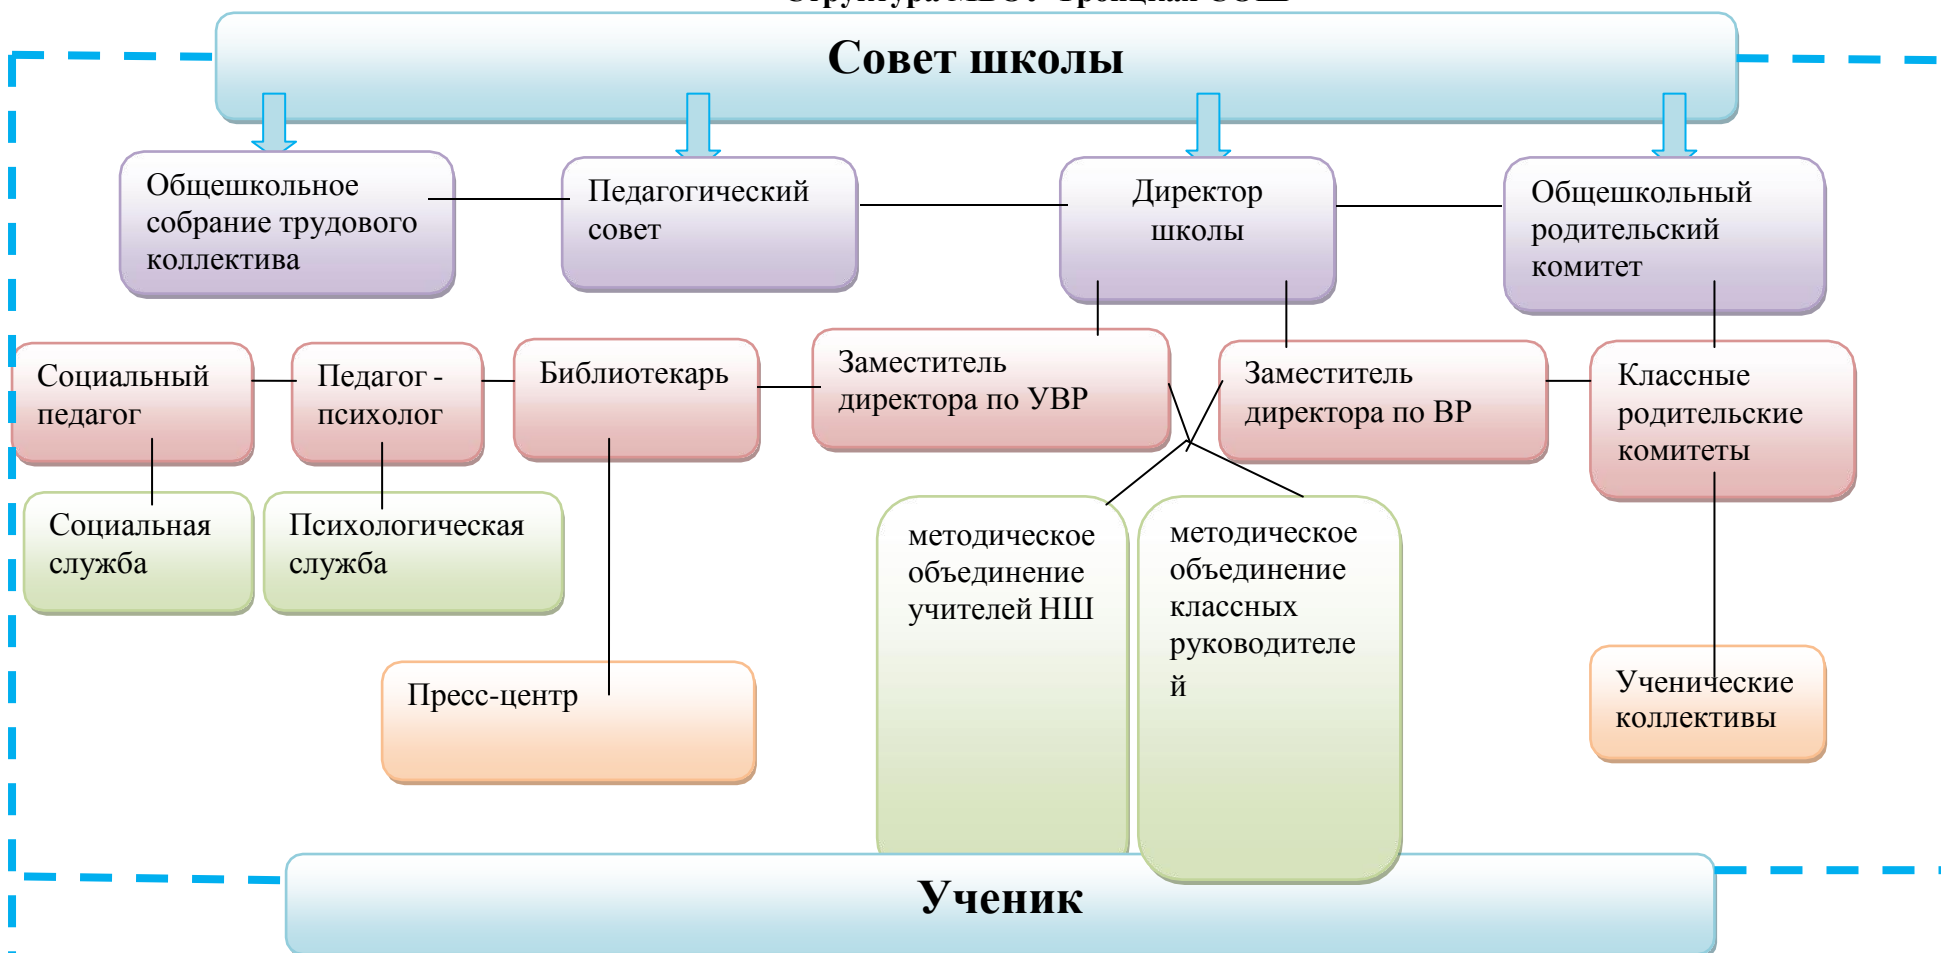 Совет школы
Общешкольное
собрание трудового
коллектива
Педагогический
совет
Директор
школы
Общешкольный
родительский
комитет
Социальный
педагог
Педагог -
психолог
Библиотекарь
Заместитель
директора по УВР
Заместитель
директора по ВР
Классные
родительские
комитеты
Социальная
служба
Психологическая
служба
методическое
объединение
учителей НШ
методическое
объединение
классных
руководителе
й
Пресс-центр
Ученические
коллективы
Ученик